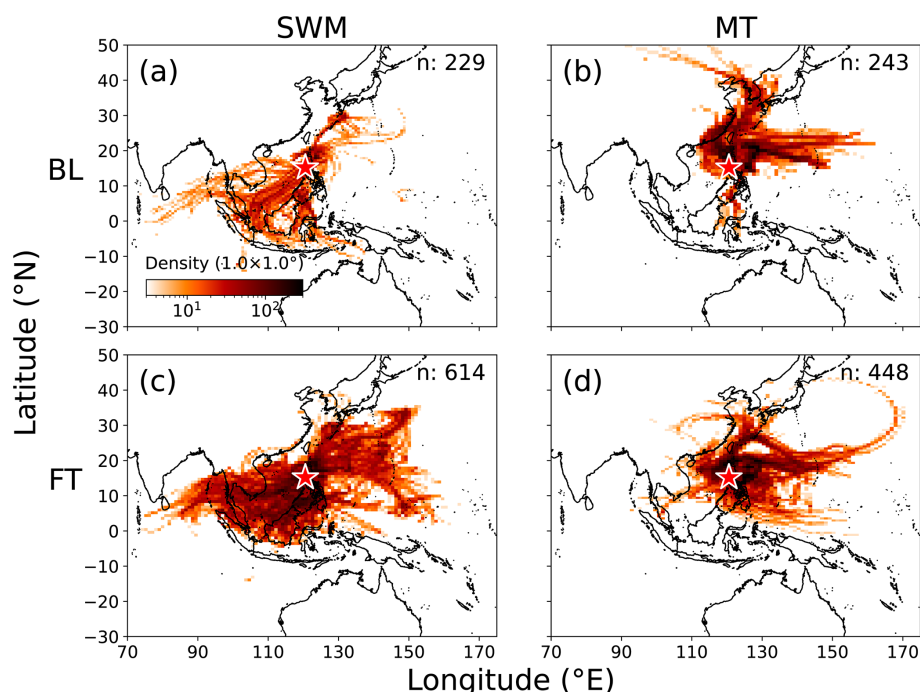 SWM MT
50 (a) n: 229 (b) n: 243
40
30
20
BL 10
0
−10 Density (1.0×1.0°)
−20 10¹ 10²
−30
Latitude (°N)
50 (c) n: 614 (d) n: 448
40
30
20
FT 10
0
−10
−20
−30
70 90 110 130 150 170 70 90 110 130 150 170
Longitude (°E)